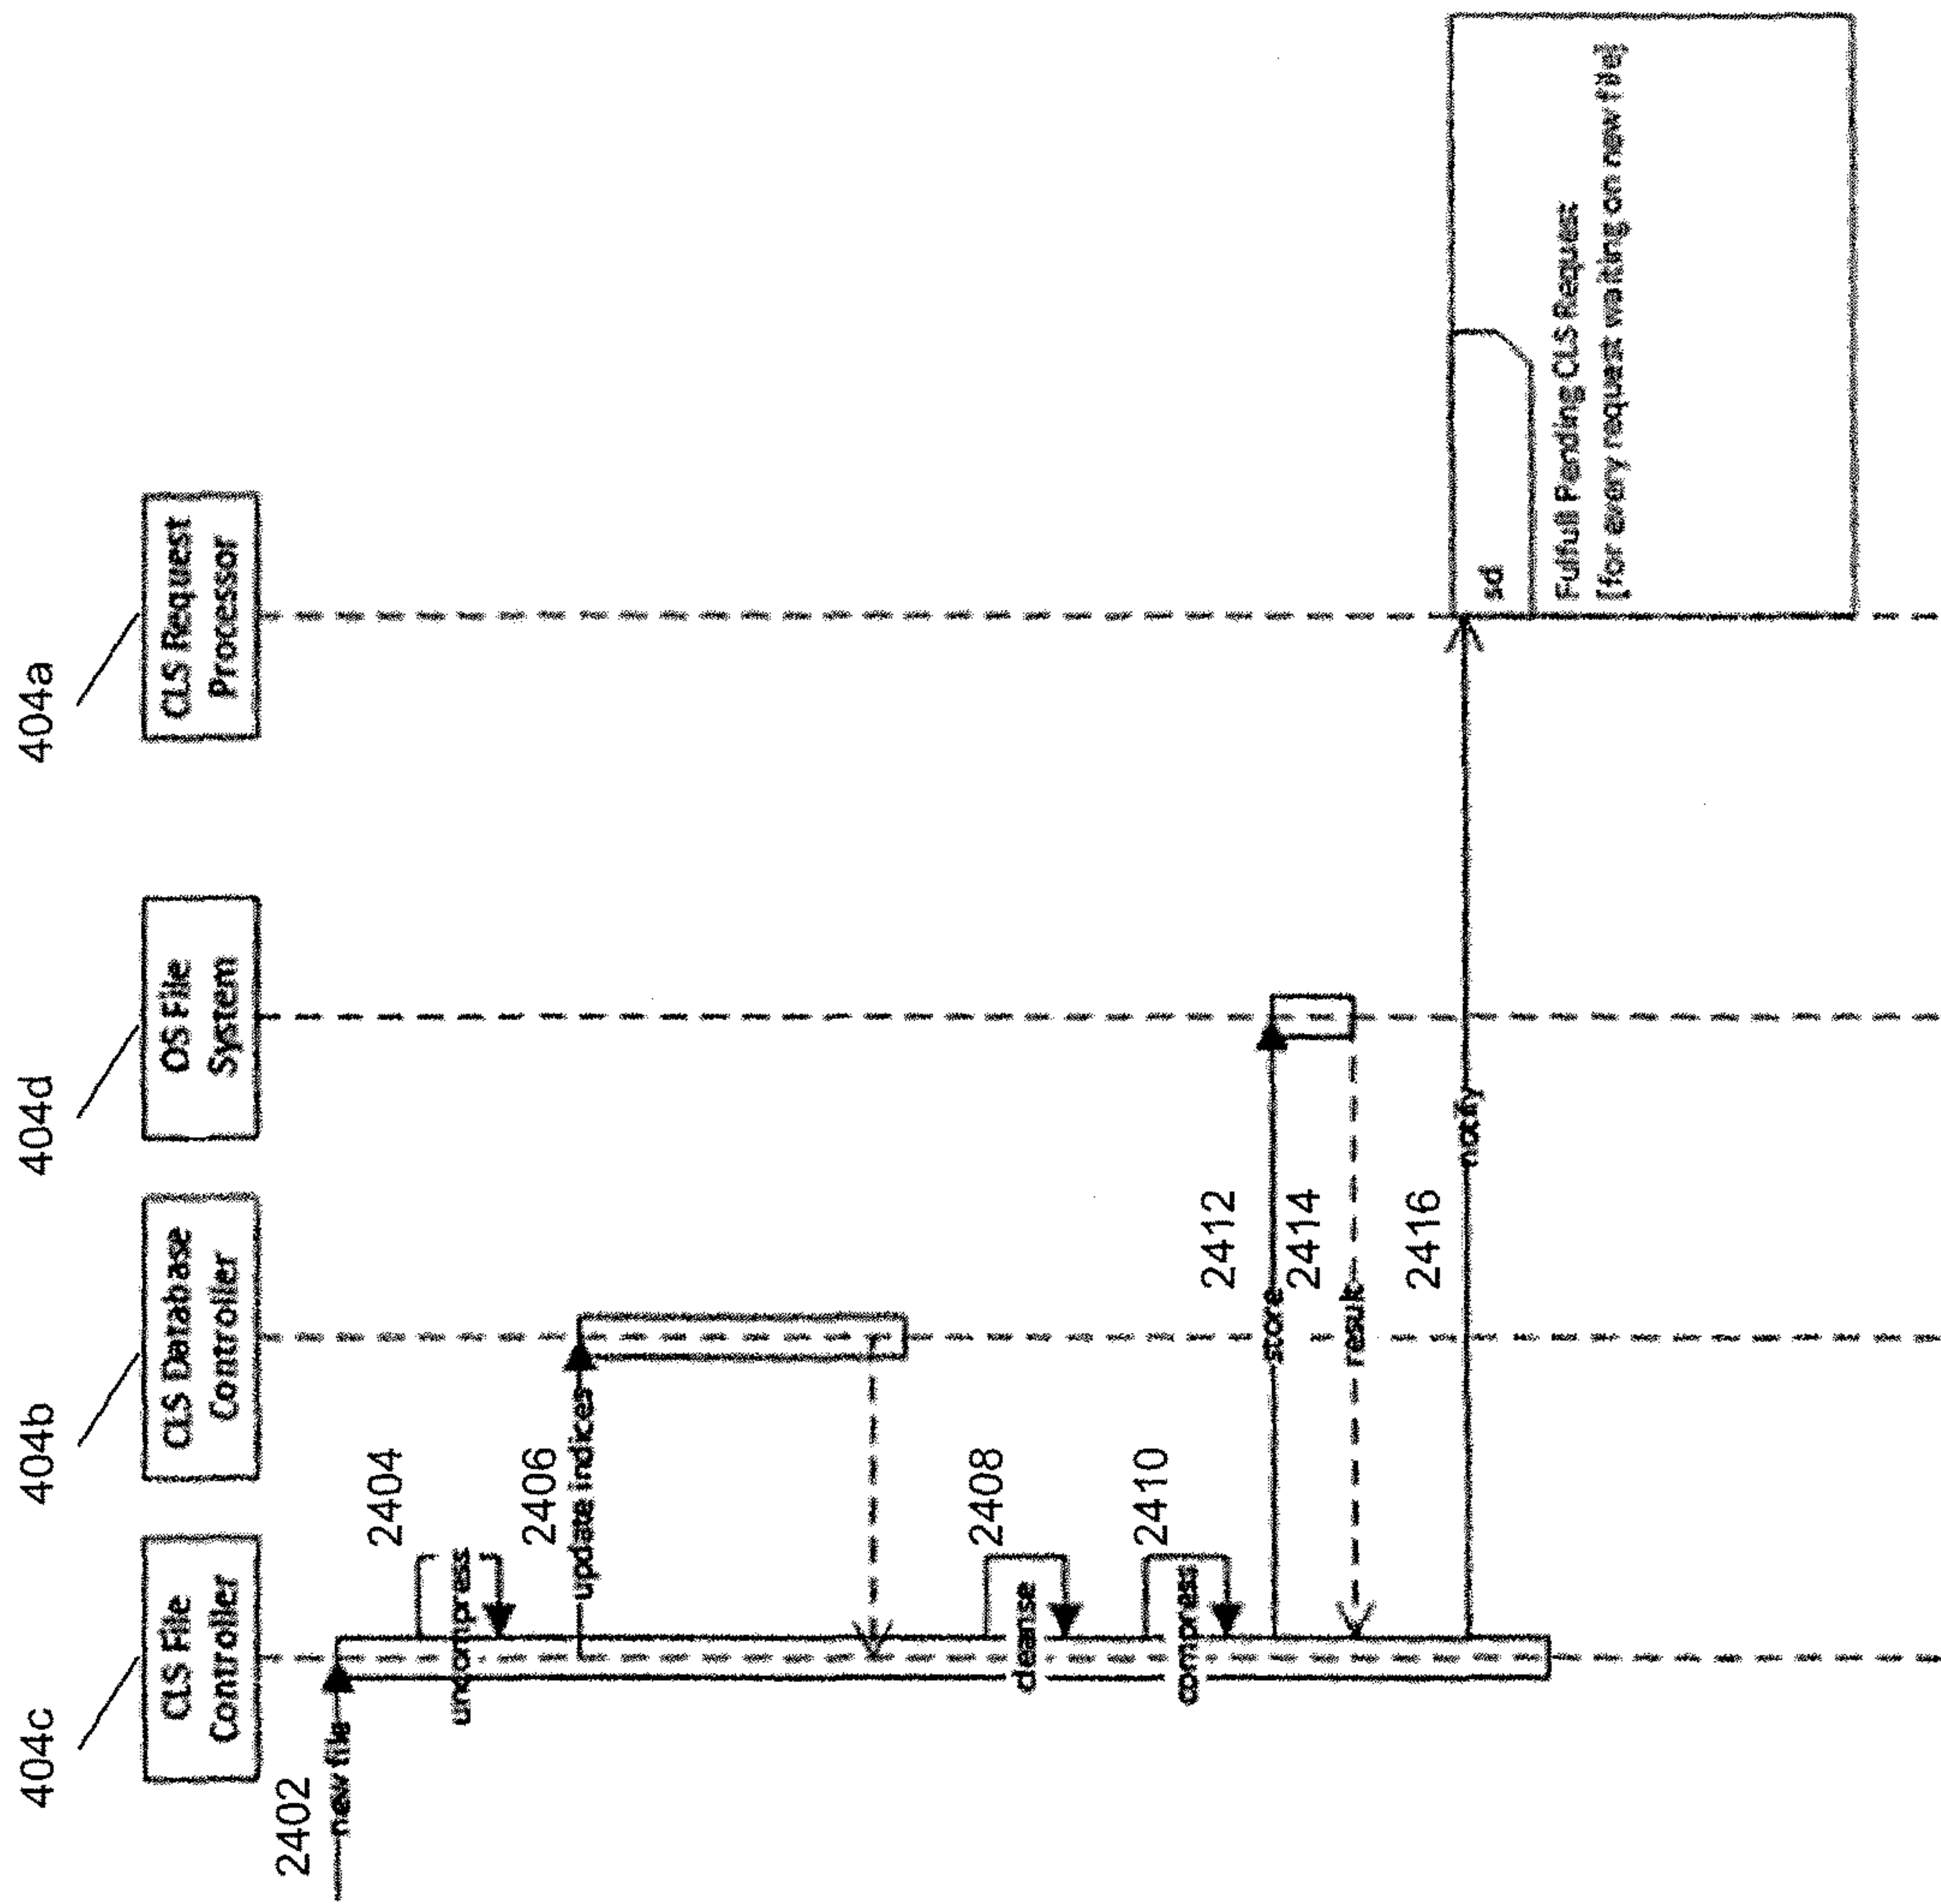 404c
404b
404d
404a
CLS File
Controller
CLS Database
Controller
OS File
System
CLS Request
Processor
2402
new file
2404
uncompress
2406
update indices
2408
cleanse
2410
compress
2412
store
2414
result
2416
notify
sd
Fulfull Pending CLS Request
[for every request waiting on new file]